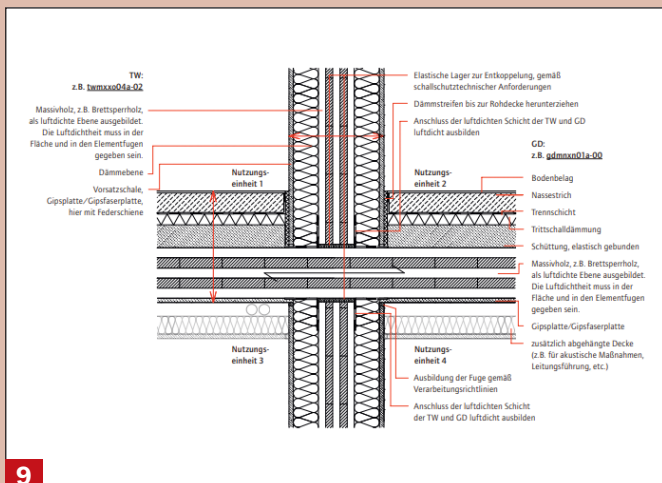 TW:
z.B. twmxxo04a-02
Massivholz, z.B. Brettsperrholz,
als luftdichte Ebene ausgebildet.
Die Luftdichtheit muss in der
Fläche und in den Elementfugen
gegeben sein.
Dämmebene
Vorsatzschale,
Gipsplatte/Gipsfaserplatte,
hier mit Federschiene
Nutzungs-
einheit 1
Nutzungs-
einheit 2
Nutzungs-
einheit 3
Nutzungs-
einheit 4
Elastische Lager zur Entkoppelung, gemäß
schallschutztechnischer Anforderungen
Dämmstreifen bis zur Rohdecke herunterziehen
Anschluss der luftdichten Schicht der TW und GD
luftdicht ausbilden
GD:
z.B. gdmnxn01a-00
Bodenbelag
Nassestrich
Trennschicht
Trittschalldämmung
Schüttung, elastisch gebunden
Massivholz, z.B. Brettsperrholz,
als luftdichte Ebene ausgebildet.
Die Luftdichtheit muss in der
Fläche und in den Elementfugen
gegeben sein.
Gipsplatte/Gipsfaserplatte
zusätzlich abgehängte Decke
(z.B. für akustische Maßnahmen,
Leitungsführung, etc.)
Ausbildung der Fuge gemäß
Verarbeitungsrichtlinien
Anschluss der luftdichten Schicht
der TW und GD luftdicht ausbilden
9